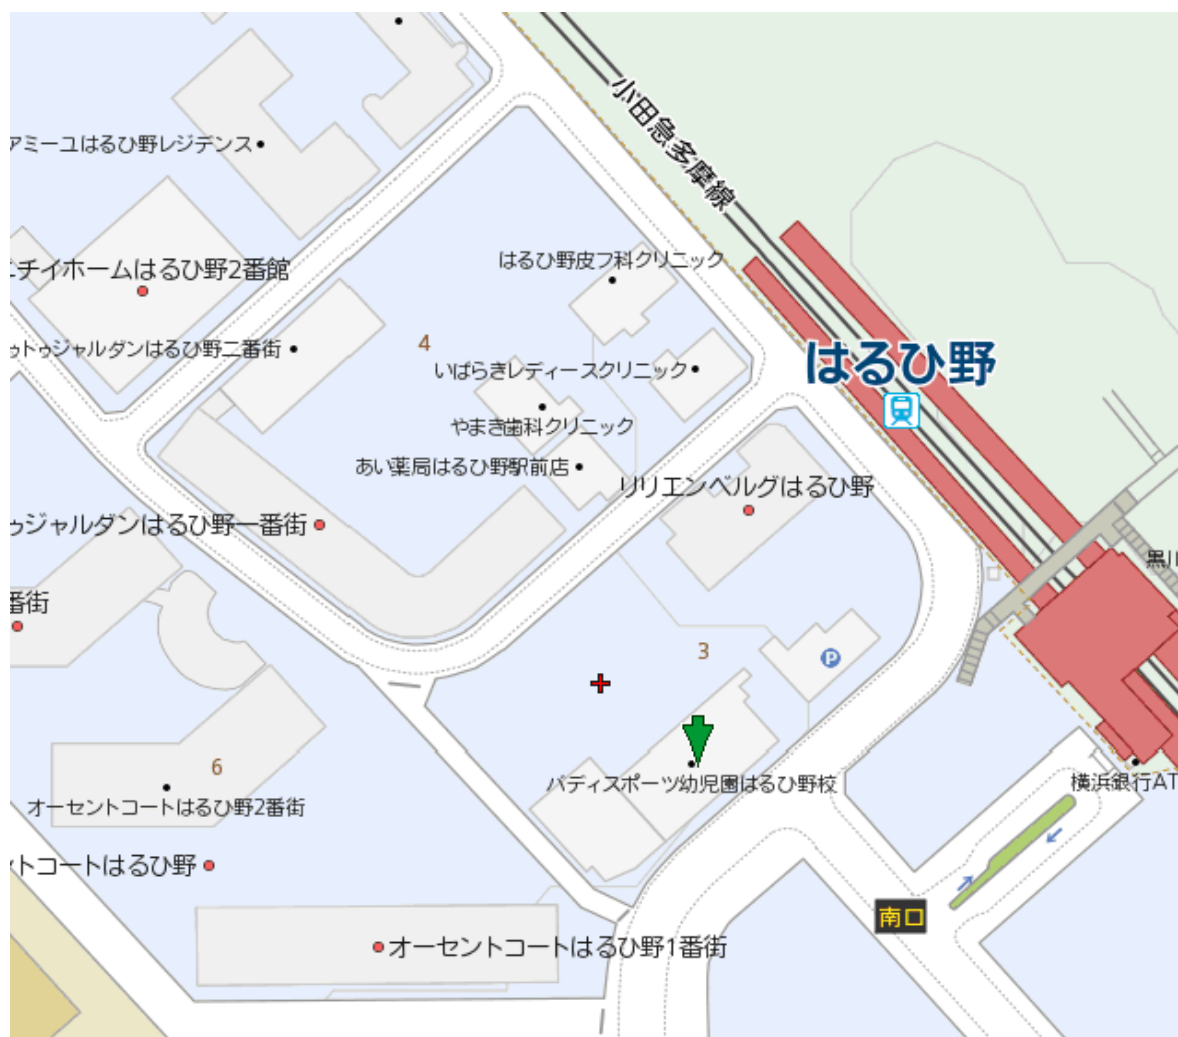 小田急多摩線
アミーユはるひ野レジデンス
はるひ野皮フ科クリニック
チイホームはるひ野2番館
ゥトゥジャルダンはるひ野二番街
4
いばらきレディースクリニック
はるひ野
やまき歯科クリニック
あい薬局はるひ野駅前店
リリエンベルグはるひ野
ゥジャルダンはるひ野一番街
黒川
番街
3
P
6
バディスポーツ幼児園はるひ野校
横浜銀行AT
オーセントコートはるひ野2番街
ントコートはるひ野
南口
オーセントコートはるひ野1番街